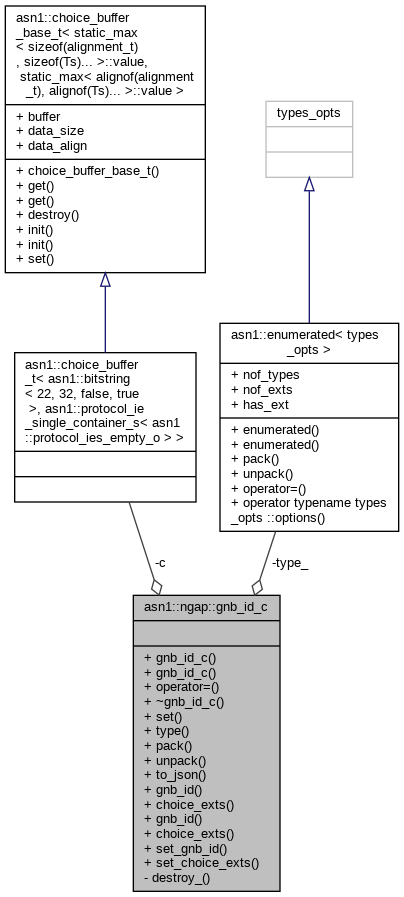 asn1::choice_buffer
_base_t< static_max
< sizeof(alignment_t)
, sizeof(Ts)... >::value,
static_max< alignof(alignment
_t), alignof(Ts)... >::value >
+ buffer
+ data_size
+ data_align
+ choice_buffer_base_t()
+ get()
+ get()
+ destroy()
+ init()
+ init()
+ set()
types_opts
asn1::choice_buffer
_t< asn1::bitstring
< 22, 32, false, true
>, asn1::protocol_ie
_single_container_s< asn1
::protocol_ies_empty_o > >
asn1::enumerated< types
_opts >
+ nof_types
+ nof_exts
+ has_ext
+ enumerated()
+ enumerated()
+ pack()
+ unpack()
+ operator=()
+ operator typename types
_opts ::options()
-c
-type_
asn1::ngap::gnb_id_c
+ gnb_id_c()
+ gnb_id_c()
+ operator=()
+ ~gnb_id_c()
+ set()
+ type()
+ pack()
+ unpack()
+ to_json()
+ gnb_id()
+ choice_exts()
+ gnb_id()
+ choice_exts()
+ set_gnb_id()
+ set_choice_exts()
- destroy_()